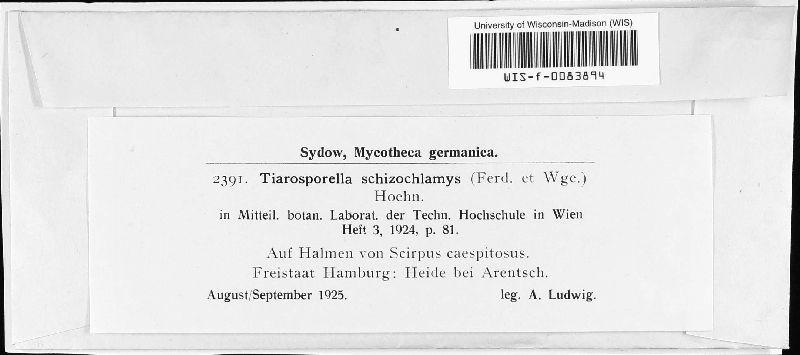 University of Wisconsin-Madison (WIS)
WIS-f-0083894
Sydow, Mycotheca germanica.
2391. Tiarosporella schizochlamys (Ferd. et Wge.)
Hoehn.
in Mitteil. botan. Laborat. der Techn. Hochschule in Wien
Heft 3, 1924, p. 81.
Auf Halmen von Scirpus caespitosus.
Freistaat Hamburg: Heide bei Arentsch.
August/September 1925. leg. A. Ludwig.